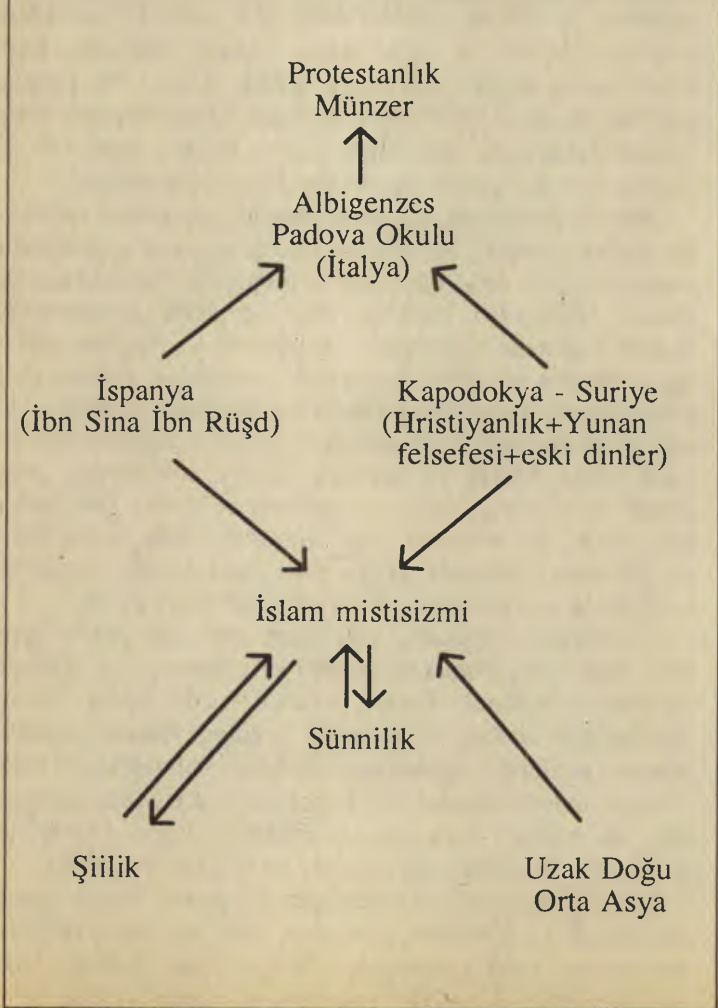 Protestanlık
Münzer
Albigenzes
Padova Okulu
(İtalya)
İspanya
(İbn Sina İbn Rüşd)
Kapodokya - Suriye
(Hristiyanlık+Yunan
felsefesi+eski dinler)
İslam mistisizmi
Sünnilik
Şiilik
Uzak Doğu
Orta Asya